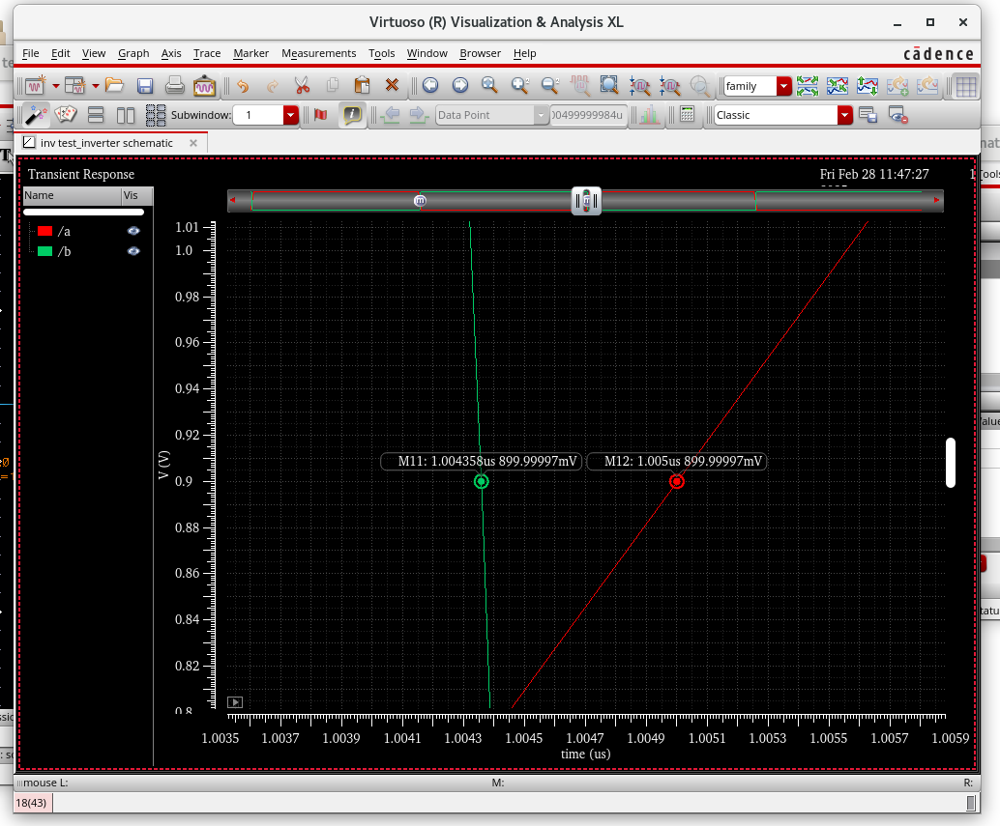 Virtuoso (R) Visualization & Analysis XL
File Edit View Graph Axis Trace Marker Measurements Tools Window Browser Help
cādence
family
Subwindow: 1
Data Point
00499999984u
Classic
inv test_inverter schematic
Transient Response
Fri Feb 28 11:47:27
Name Vis
/a
/b
1.01
1.0
0.98
0.96
0.94
0.92
0.9
0.88
0.86
0.84
0.82
0.8
V (V)
M11: 1.004358us 899.99997mV
M12: 1.005us 899.99997mV
1.0035 1.0037 1.0039 1.0041 1.0043 1.0045 1.0047 1.0049 1.0051 1.0053 1.0055 1.0057 1.0059
time (us)
mouse L: M: R:
18(43)